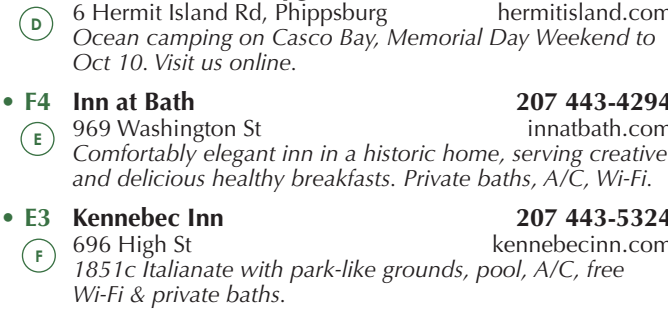 D
6 Hermit Island Rd, Phippsburg hermitisland.com
Ocean camping on Casco Bay, Memorial Day Weekend to
Oct 10. Visit us online.
• F4 Inn at Bath 207 443-4294
E
969 Washington St innatbath.com
Comfortably elegant inn in a historic home, serving creative
and delicious healthy breakfasts. Private baths, A/C, Wi-Fi.
• E3 Kennebec Inn 207 443-5324
F
696 High St kennebecinn.com
1851c Italianate with park-like grounds, pool, A/C, free
Wi-Fi & private baths.